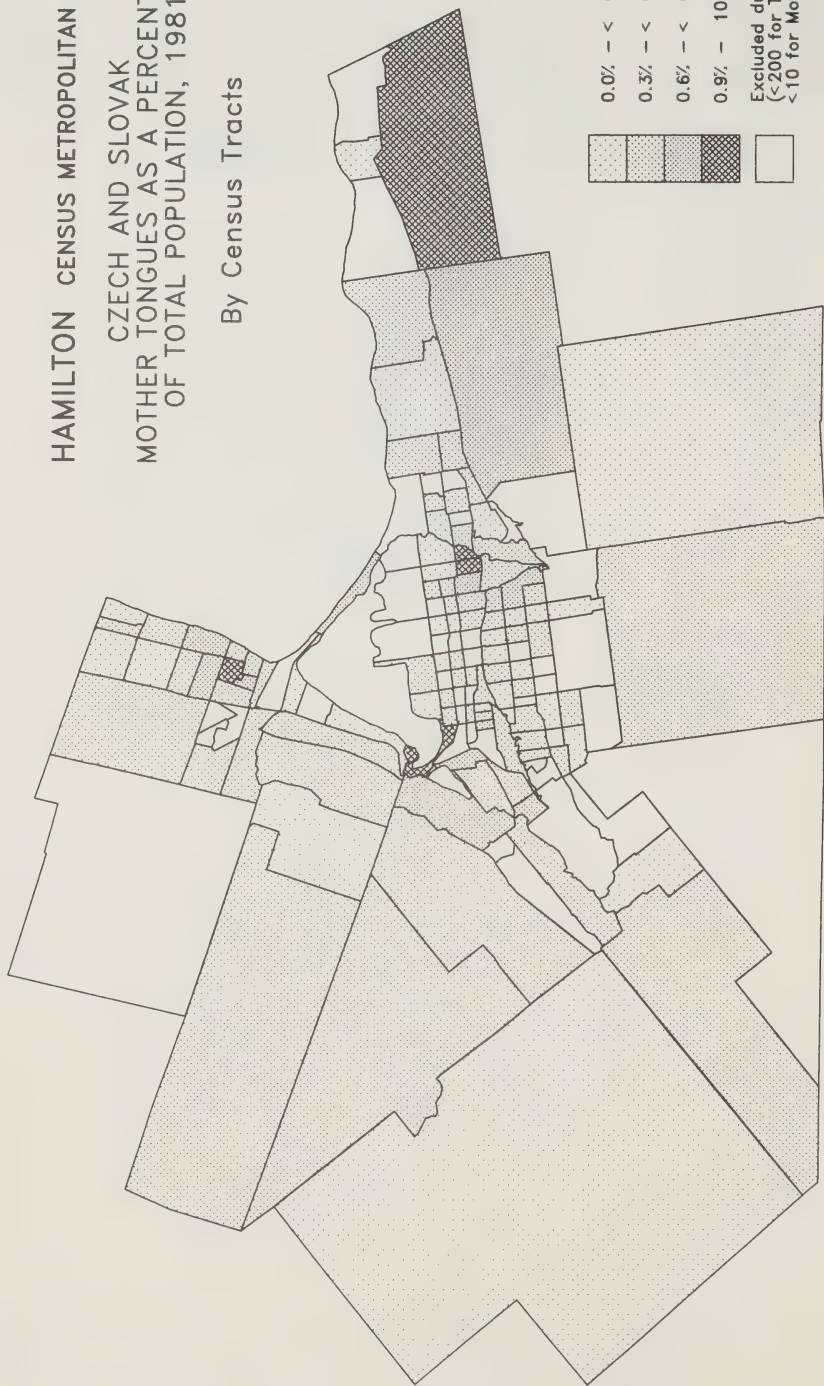 HAMILTON CENSUS METROPOLITAN
CZECH AND SLOVAK
MOTHER TONGUES AS A PERCENT
OF TOTAL POPULATION, 1981
By Census Tracts
0.0% - <
0.3% - <
0.6% - <
0.9% - 10
Excluded
(<200 for
<10 for